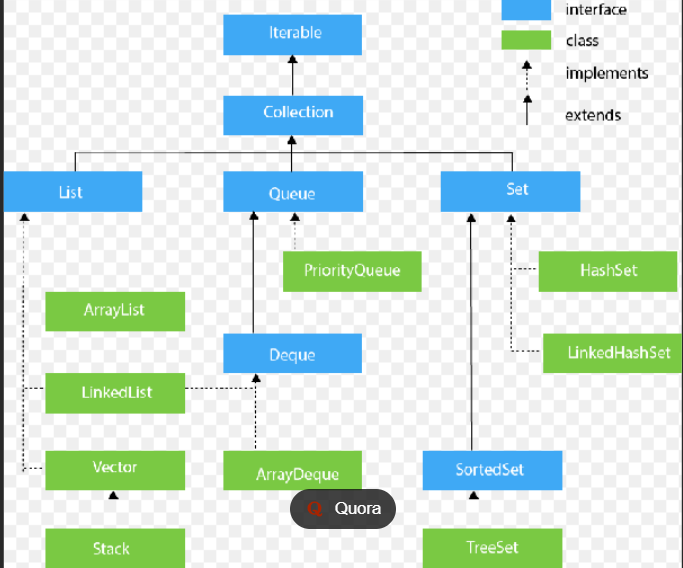 interface
Iterable
class
implements
Collection
extends
List
Queue
Set
PriorityQueue
HashSet
ArrayList
Deque
LinkedHashSet
LinkedList
Vector
ArrayDeque
SortedSet
Quora
Stack
TreeSet